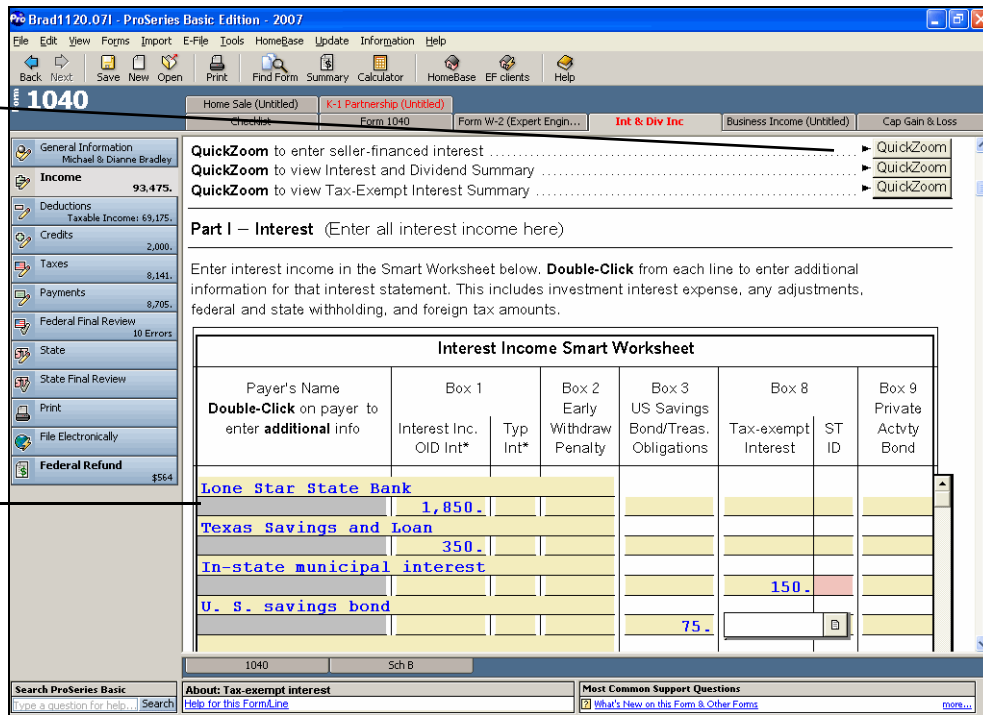 Brad1120.07I - ProSeries Basic Edition - 2007
File Edit View Forms Import E-File Tools HomeBase Update Information Help
Back Next Save New Open Print Find Form Summary Calculator HomeBase EF clients Help
Form 1040
Home Sale (Untitled) K-1 Partnership (Untitled)
Checklist Form 1040 Form W-2 (Expert Engin... Int & Div Inc Business Income (Untitled) Cap Gain & Loss
General Information
Michael & Dianne Bradley
Income
93,475.
Deductions
Taxable Income: 69,175.
Credits
2,000.
Taxes
8,141.
Payments
8,705.
Federal Final Review
10 Errors
State
State Final Review
Print
File Electronically
Federal Refund
$564
QuickZoom to enter seller-financed interest QuickZoom
QuickZoom to view Interest and Dividend Summary QuickZoom
QuickZoom to view Tax-Exempt Interest Summary QuickZoom
Part I – Interest (Enter all interest income here)
Enter interest income in the Smart Worksheet below. Double-Click from each line to enter additional
information for that interest statement. This includes investment interest expense, any adjustments,
federal and state withholding, and foreign tax amounts.
Interest Income Smart Worksheet
Payer's Name Box 1 Box 2 Box 3 Box 8 Box 9
Double-Click on payer to Early US Savings Private
enter additional info Interest Inc. Typ Withdraw Bond/Treas. Tax-exempt ST Actvty
OID Int* Int* Penalty Obligations Interest ID Bond
Lone Star State Bank
1,850.
Texas Savings and Loan
350.
In-state municipal interest
150.
U. S. savings bond
75.
1040 Sch B
Search ProSeries Basic
Type a question for help... Search
About: Tax-exempt interest
Help for this Form/Line
Most Common Support Questions
What's New on this Form & Other Forms more...